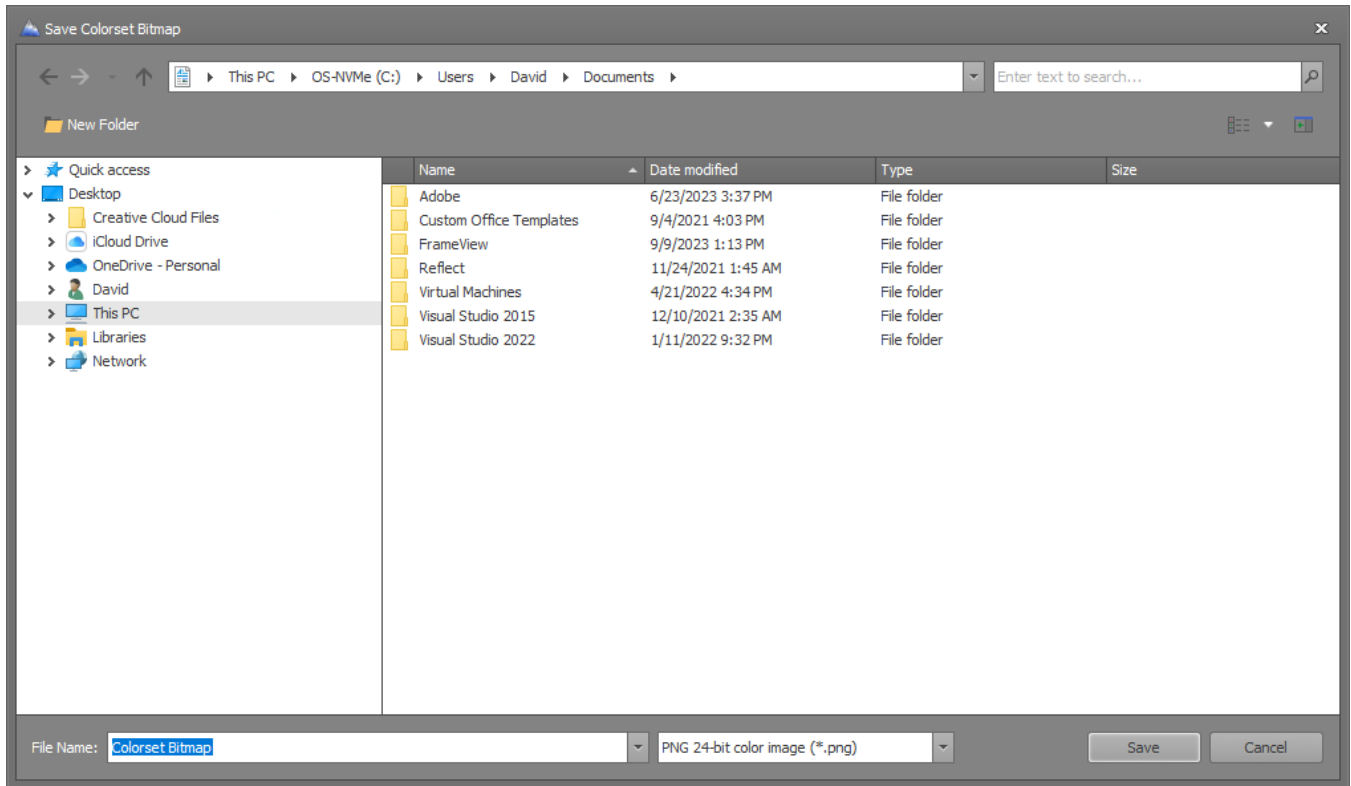 Save Colorset Bitmap
This PC OS-NVMe (C:) Users David Documents
Enter text to search...
New Folder
Quick access
Desktop
Creative Cloud Files
iCloud Drive
OneDrive - Personal
David
This PC
Libraries
Network
Name Date modified Type Size
Adobe 6/23/2023 3:37 PM File folder
Custom Office Templates 9/4/2021 4:03 PM File folder
FrameView 9/9/2023 1:13 PM File folder
Reflect 11/24/2021 1:45 AM File folder
Virtual Machines 4/21/2022 4:34 PM File folder
Visual Studio 2015 12/10/2021 2:35 AM File folder
Visual Studio 2022 1/11/2022 9:32 PM File folder
File Name: Colorset Bitmap PNG 24-bit color image (*.png) Save Cancel